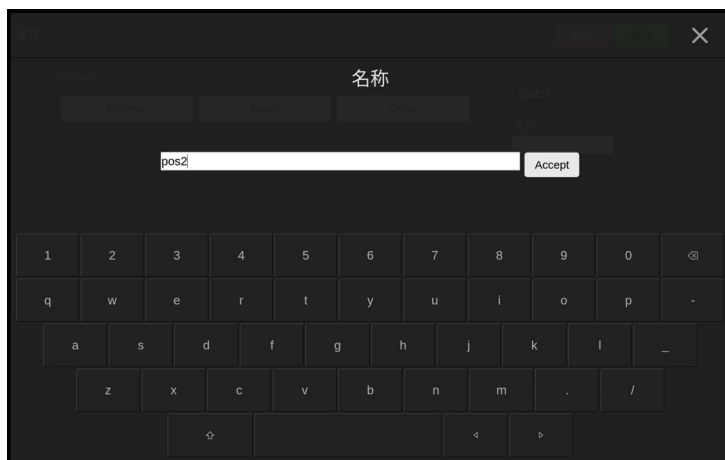 名称
pos2
Accept
1 2 3 4 5 6 7 8 9 0
q w e r t y u i o p -
a s d f g h j k l _
z x c v b n m . /